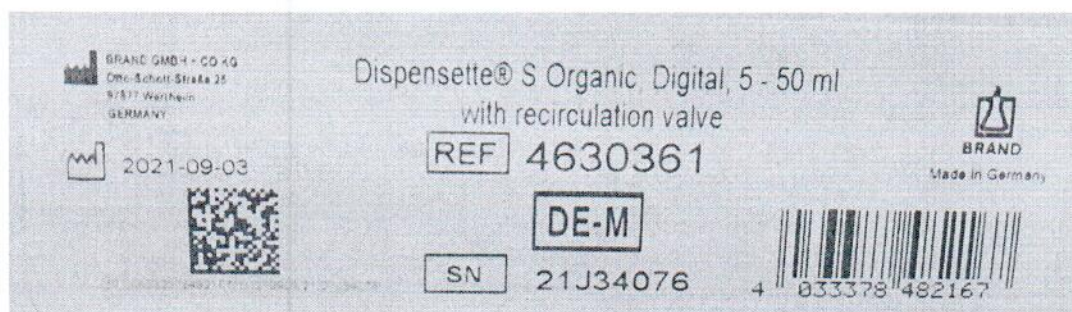 BRAND GMBH + CO KG
Otto-Schott-Straße 25
97877 Wertheim
GERMANY
2021-09-03
Dispensette® S Organic, Digital, 5 - 50 ml
with recirculation valve
REF 4630361
DE-M
SN 21J34076
BRAND
Made in Germany
4 033378 482167